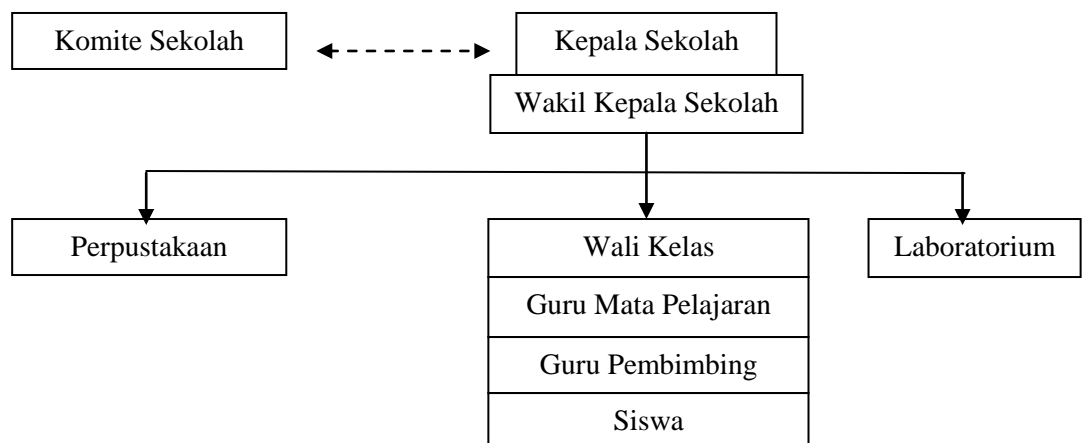 Komite Sekolah
Kepala Sekolah
Wakil Kepala Sekolah
Perpustakaan
Wali Kelas
Laboratorium
Guru Mata Pelajaran
Guru Pembimbing
Siswa